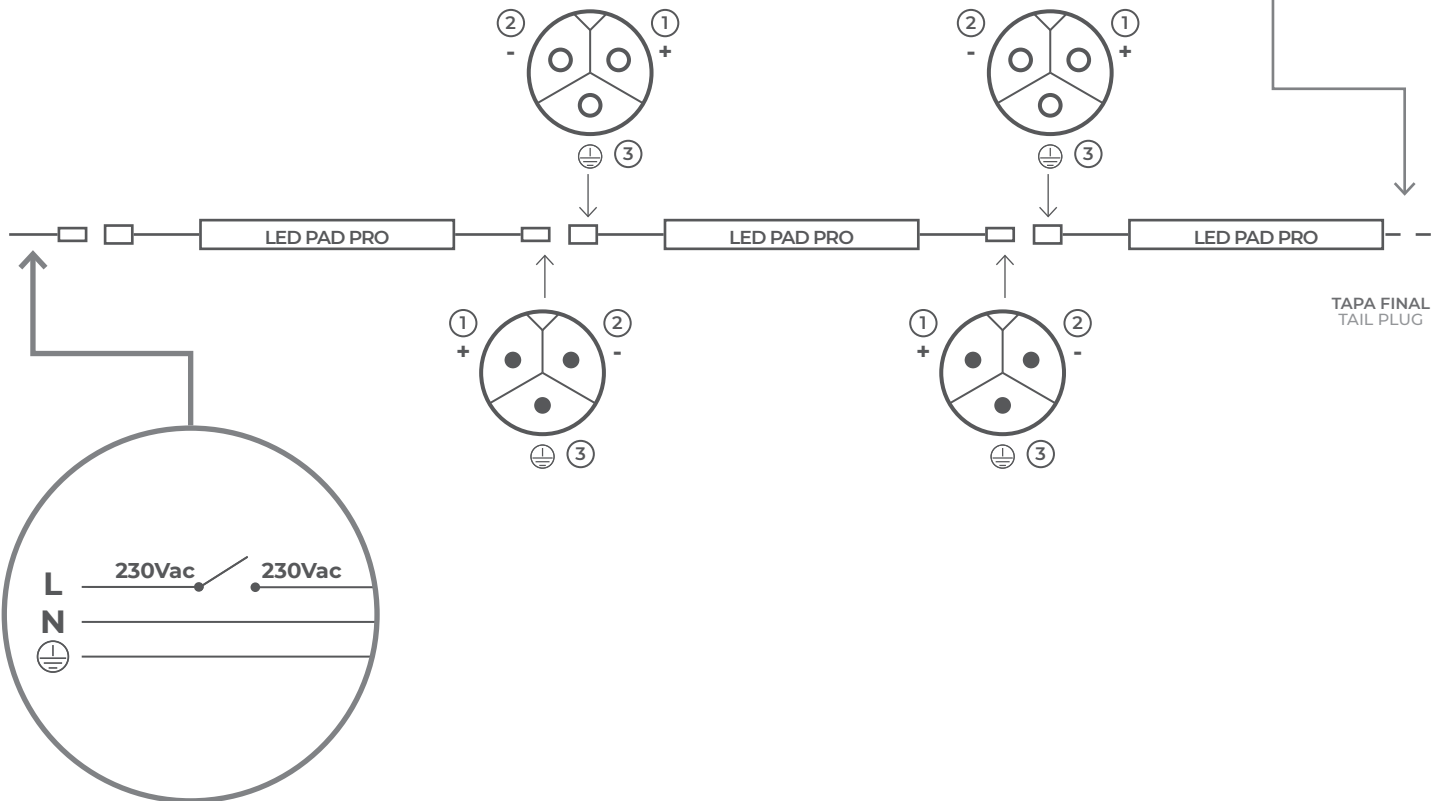 2 1 2 1
- + - +
3 3
LED PAD PRO LED PAD PRO LED PAD PRO
TAPA FINAL
TAIL PLUG
1 2 1 2
+ - + -
3 3
230Vac 230Vac
L
N